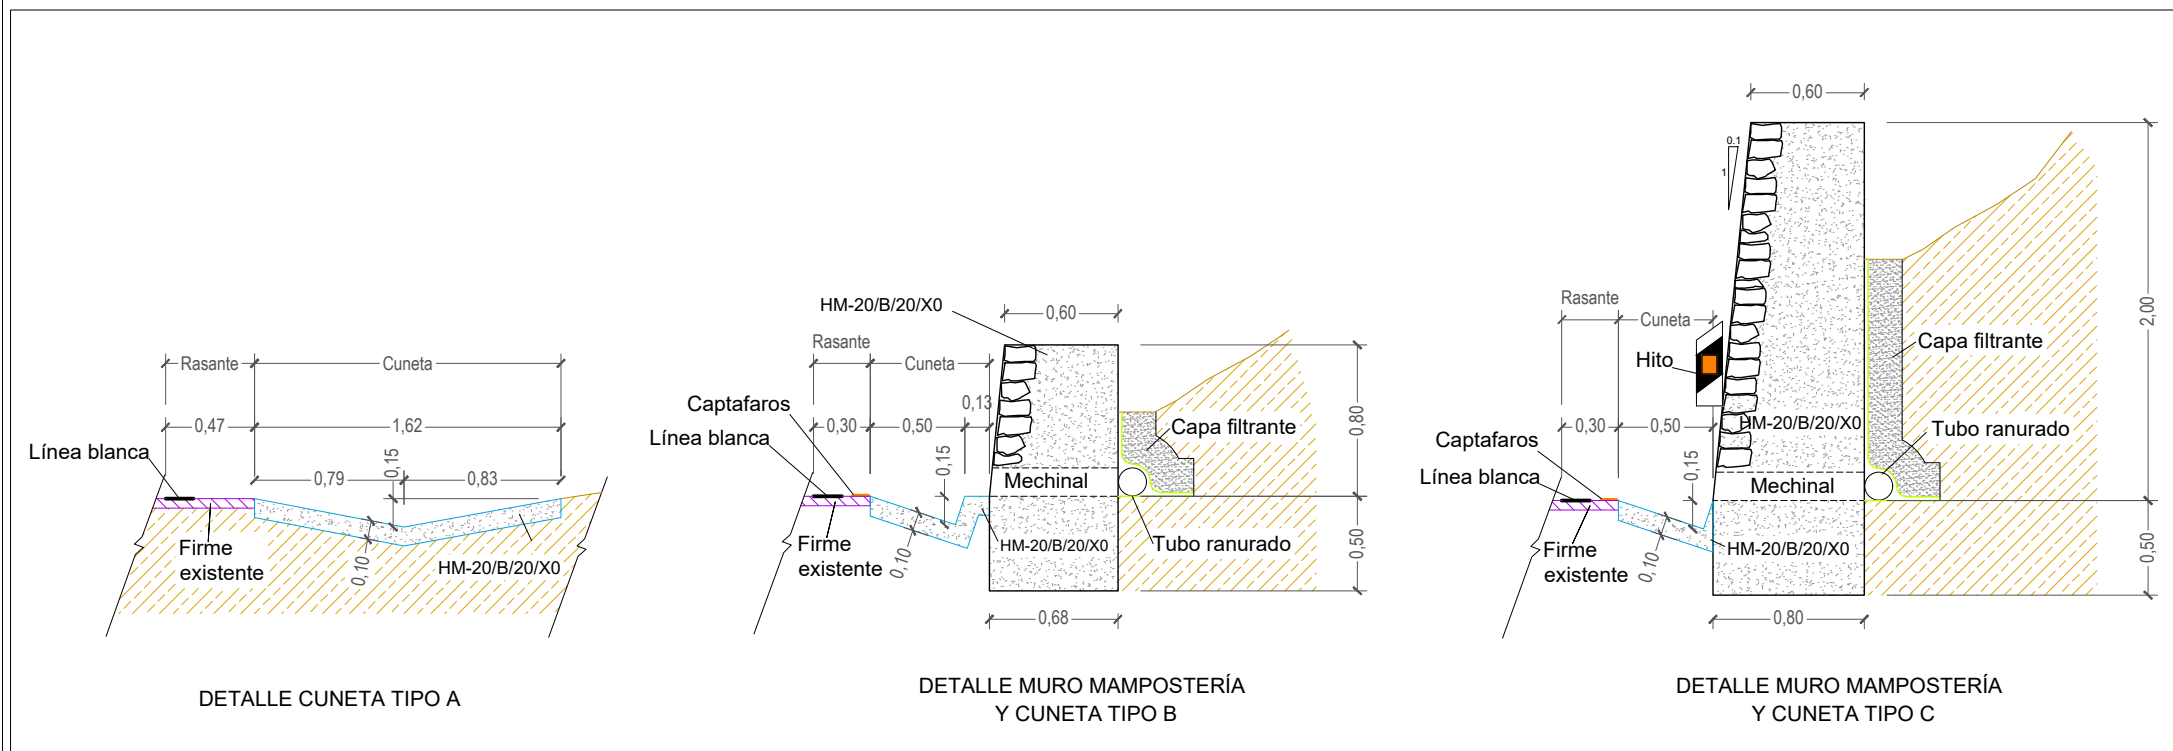 Rasante
Cuneta
0,47
1,62
0,79
0,15
0,83
Línea blanca
Firme
existente
0,10
HM-20/B/20/X0
DETALLE CUNETA TIPO A
HM-20/B/20/X0
0,60
Rasante
Cuneta
0,13
Captafaros
Línea blanca
0,30
0,50
0,15
0,80
Capa filtrante
Mechinal
Firme
existente
0,10
HM-20/B/20/X0
Tubo ranurado
0,50
0,68
DETALLE MURO MAMPOSTERÍA
Y CUNETA TIPO B
0,60
0.1
1
Rasante
Cuneta
Hito
Capa filtrante
2,00
0,30
0,50
HM-20/B/20/X0
Tubo ranurado
Captafaros
Línea blanca
0,15
Mechinal
Firme
existente
0,10
HM-20/B/20/X0
0,50
0,80
DETALLE MURO MAMPOSTERÍA
Y CUNETA TIPO C